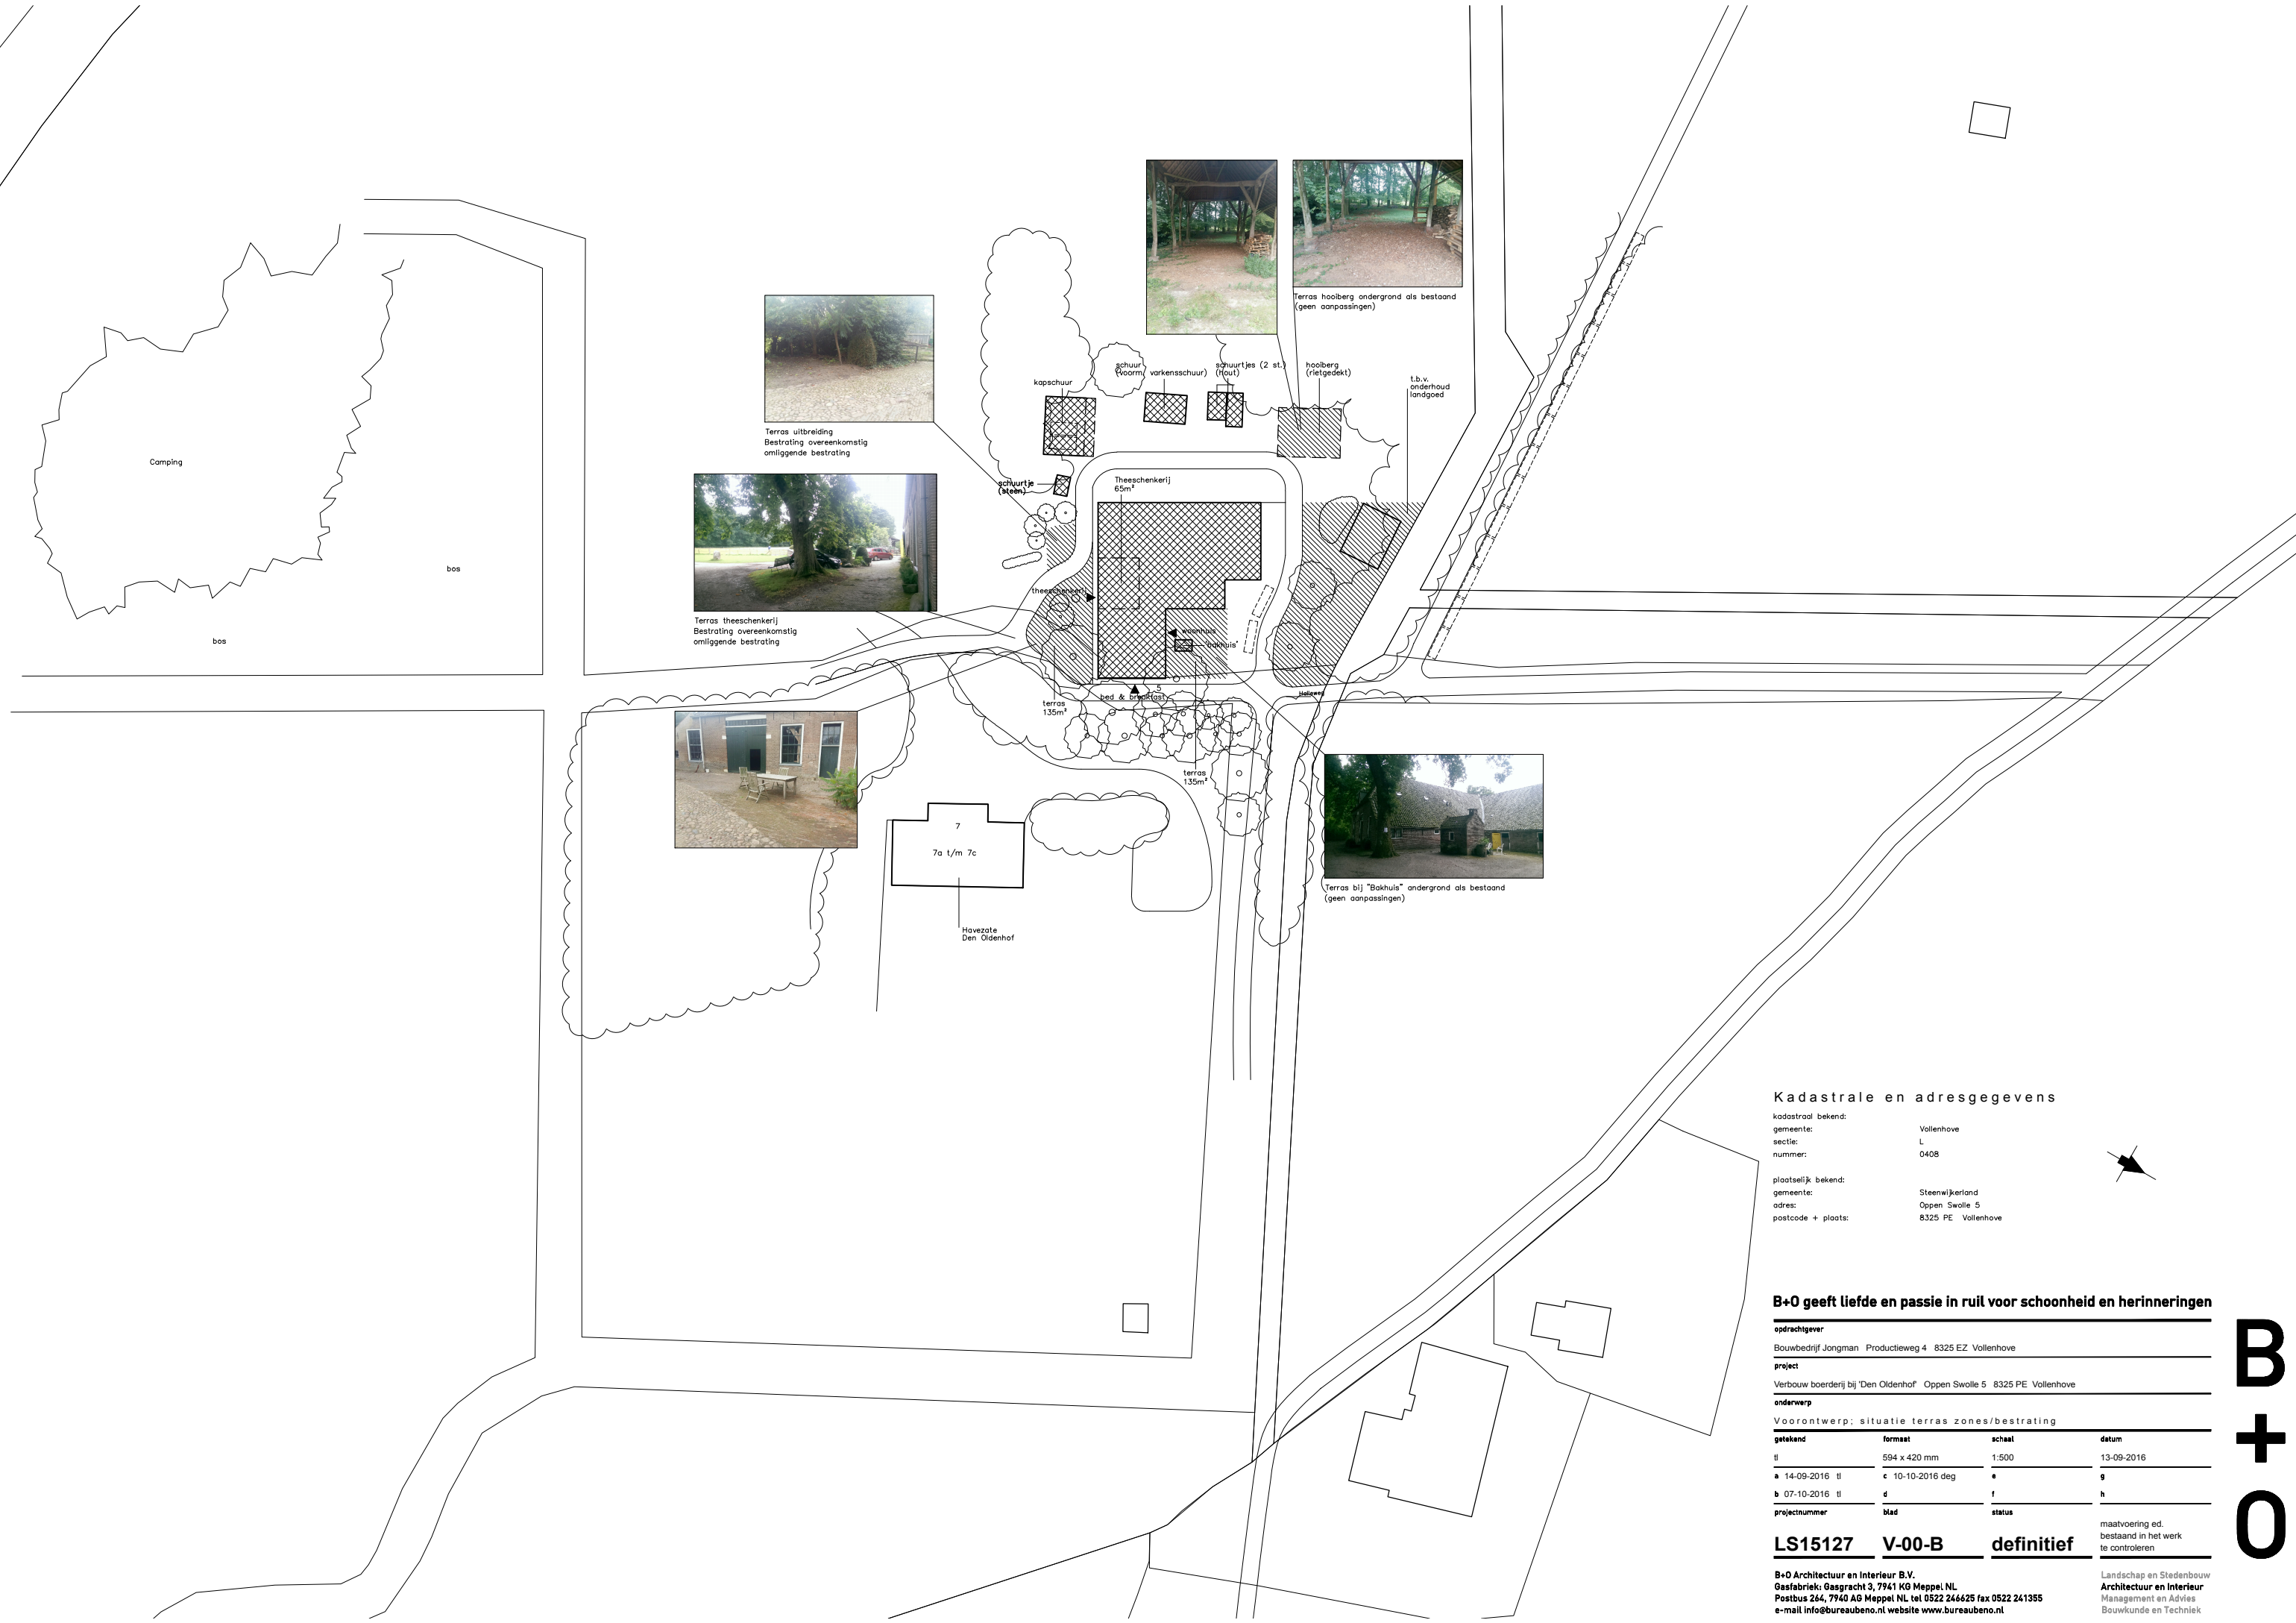 Terras hooiberg ondergrond als bestaand
(geen aanpassingen)
schuur
(voorm. varkensschuur)
schuurtjes (2 st.)
(hout)
hooiberg
(rietgedekt)
kapschuur
t.b.v.
onderhoud
landgoed
Terras uitbreiding
Bestrating overeenkomstig
omliggende bestrating
Camping
schuurtje
(steen)
Theeschenkerij
65m²
bos
theeschenkerij
Terras theeschenkerij
Bestrating overeenkomstig
omliggende bestrating
bos
woonhuis
'bakhuis'
5
bed & breakfast
Helleweg
terras
135m²
terras
135m²
7
7a t/m 7c
Terras bij "Bakhuis" ondergrond als bestaand
(geen aanpassingen)
Havezate
Den Oldenhof
Kadastrale en adresgegevens
kadastraal bekend:
gemeente: Vollenhove
sectie: L
nummer: 0408
plaatselijk bekend:
gemeente: Steenwijkerland
adres: Oppen Swolle 5
postcode + plaats: 8325 PE Vollenhove
B+O geeft liefde en passie in ruil voor schoonheid en herinneringen
opdrachtgever
Bouwbedrijf Jongman Productieweg 4 8325 EZ Vollenhove
project
Verbouw boerderij bij 'Den Oldenhof' Oppen Swolle 5 8325 PE Vollenhove
onderwerp
Voorontwerp; situatie terras zones/bestrating
getekend formaat schaal datum
tl 594 x 420 mm 1:500 13-09-2016
a 14-09-2016 tl c 10-10-2016 deg e g
b 07-10-2016 tl d f h
projectnummer blad status
maatvoering ed.
bestaand in het werk
te controleren
LS15127 V-00-B definitief
B+O Architectuur en Interieur B.V.
Gasfabriek: Gasgracht 3, 7941 KG Meppel NL
Postbus 264, 7940 AG Meppel NL tel 0522 246625 fax 0522 241355
e-mail info@bureaubeno.nl website www.bureaubeno.nl
Landschap en Stedenbouw
Architectuur en Interieur
Management en Advies
Bouwkunde en Techniek
B
+
O